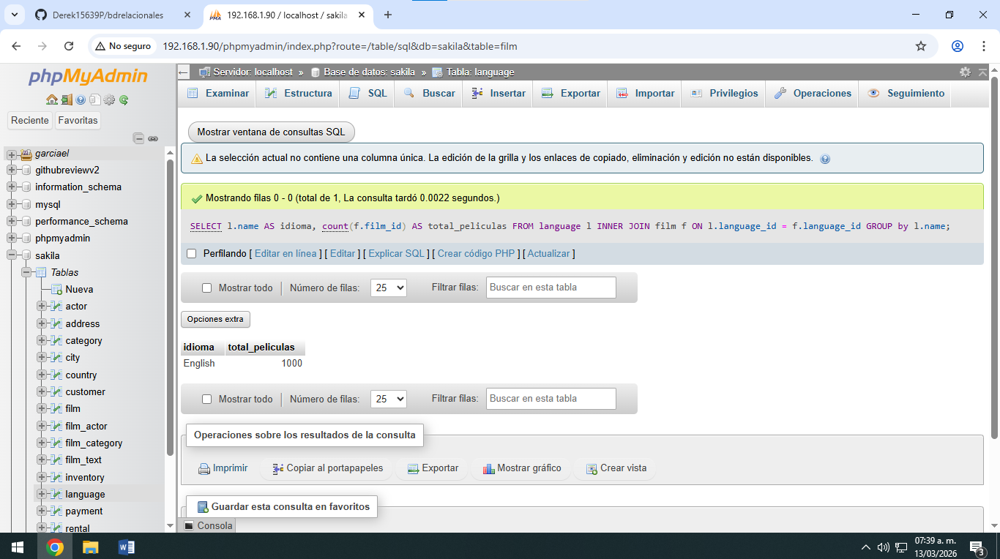 Derek15639P/bdrelacionales
192.168.1.90 / localhost / sakila
No seguro
192.168.1.90/phpmyadmin/index.php?route=/table/sql&db=sakila&table=film
phpMyAdmin
Reciente
Favoritas
garciael
githubreviewv2
information_schema
mysql
performance_schema
phpmyadmin
sakila
Tablas
Nueva
actor
address
category
city
country
customer
film
film_actor
film_category
film_text
inventory
language
payment
rental
Servidor: localhost » Base de datos: sakila » Tabla: language
Examinar Estructura SQL Buscar Insertar Exportar Importar Privilegios Operaciones Seguimiento
Mostrar ventana de consultas SQL
La selección actual no contiene una columna única. La edición de la grilla y los enlaces de copiado, eliminación y edición no están disponibles.
Mostrando filas 0 - 0 (total de 1, La consulta tardó 0.0022 segundos.)
SELECT l.name AS idioma, count(f.film_id) AS total_peliculas FROM language l INNER JOIN film f ON l.language_id = f.language_id GROUP by l.name;
Perfilando [ Editar en línea ] [ Editar ] [ Explicar SQL ] [ Crear código PHP ] [ Actualizar ]
Mostrar todo Número de filas: 25 Filtrar filas: Buscar en esta tabla
Opciones extra
idioma total_peliculas
English 1000
Mostrar todo Número de filas: 25 Filtrar filas: Buscar en esta tabla
Operaciones sobre los resultados de la consulta
Imprimir Copiar al portapapeles Exportar Mostrar gráfico Crear vista
Guardar esta consulta en favoritos
Consola
07:39 a. m.
13/03/2026
3